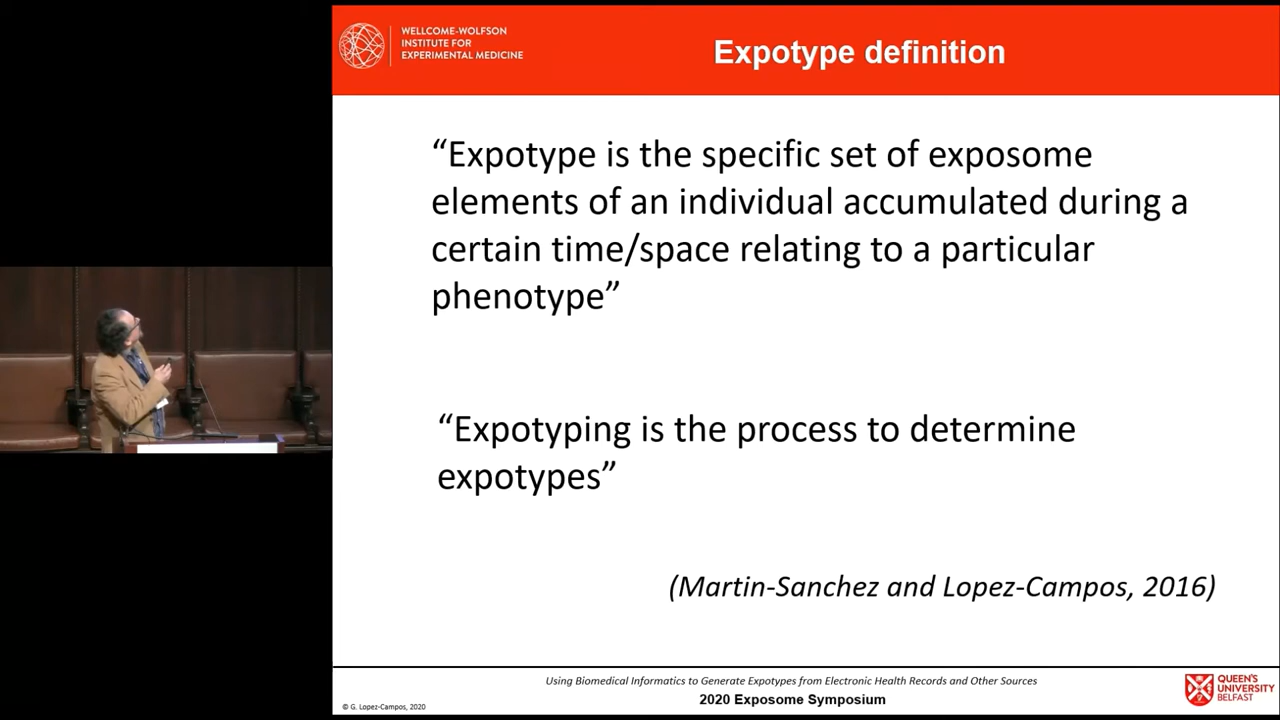 WELLCOME-WOLFSON
INSTITUTE FOR
EXPERIMENTAL MEDICINE
Expotype definition
“Expotype is the specific set of exposome
elements of an individual accumulated during a
certain time/space relating to a particular
phenotype”
“Expotyping is the process to determine
expotypes”
(Martin-Sanchez and Lopez-Campos, 2016)
Using Biomedical Informatics to Generate Expotypes from Electronic Health Records and Other Sources
2020 Exposome Symposium
© G. Lopez-Campos, 2020
QUEEN'S
UNIVERSITY
BELFAST